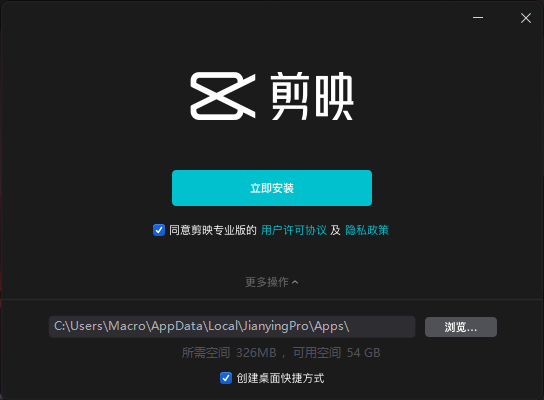 剪映
立即安装
同意剪映专业版的 用户许可协议 及 隐私政策
更多操作
C:\Users\Macro\AppData\Local\JianyingPro\Apps\ 浏览...
所需空间 326MB ，可用空间 54 GB
创建桌面快捷方式